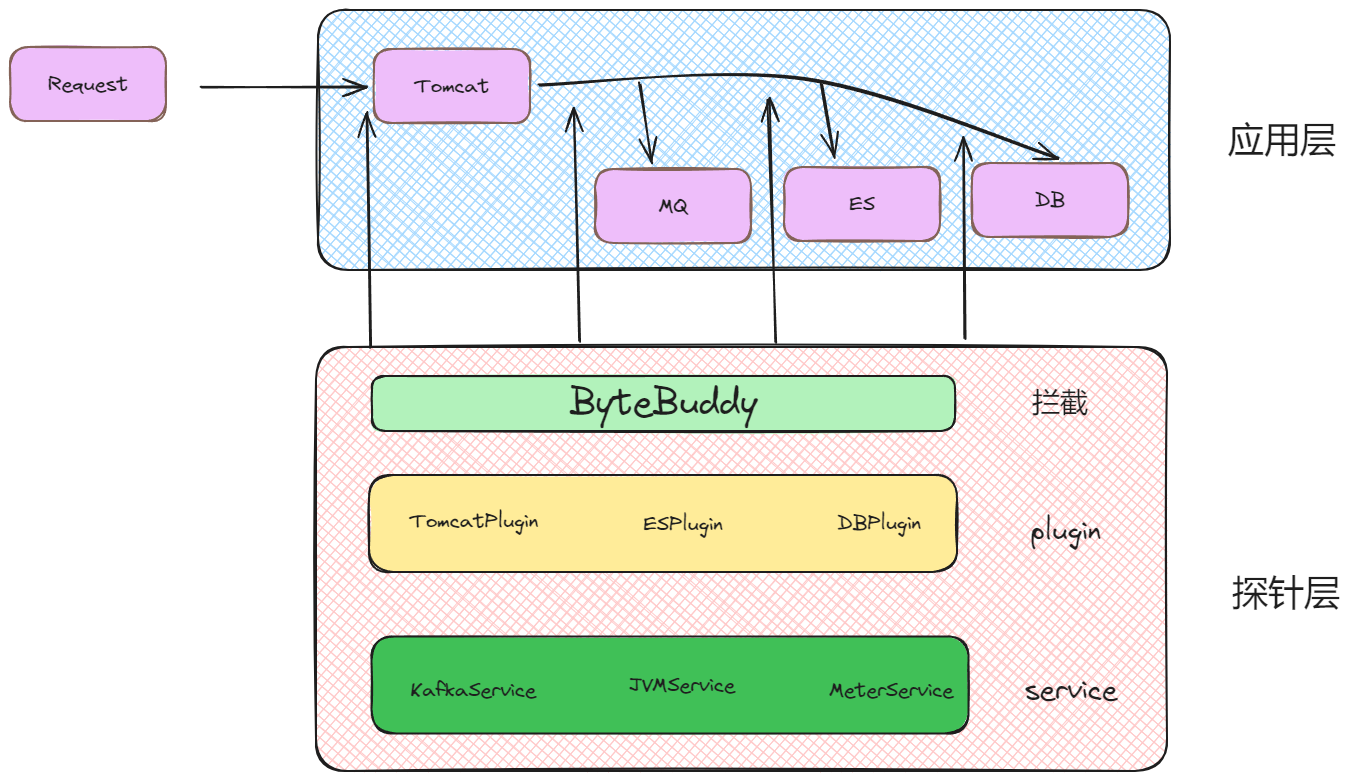 Request
Tomcat
应用层
MQ
ES
DB
ByteBuddy
拦截
TomcatPlugin
ESPlugin
DBPlugin
plugin
探针层
KafkaService
JVMService
MeterService
service